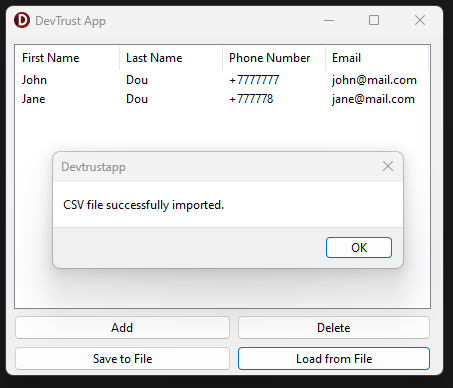 D DevTrust App
First Name Last Name Phone Number Email
John Dou +7777777 john@mail.com
Jane Dou +777778 jane@mail.com
Devtrustapp
CSV file successfully imported.
OK
Add Delete
Save to File Load from File